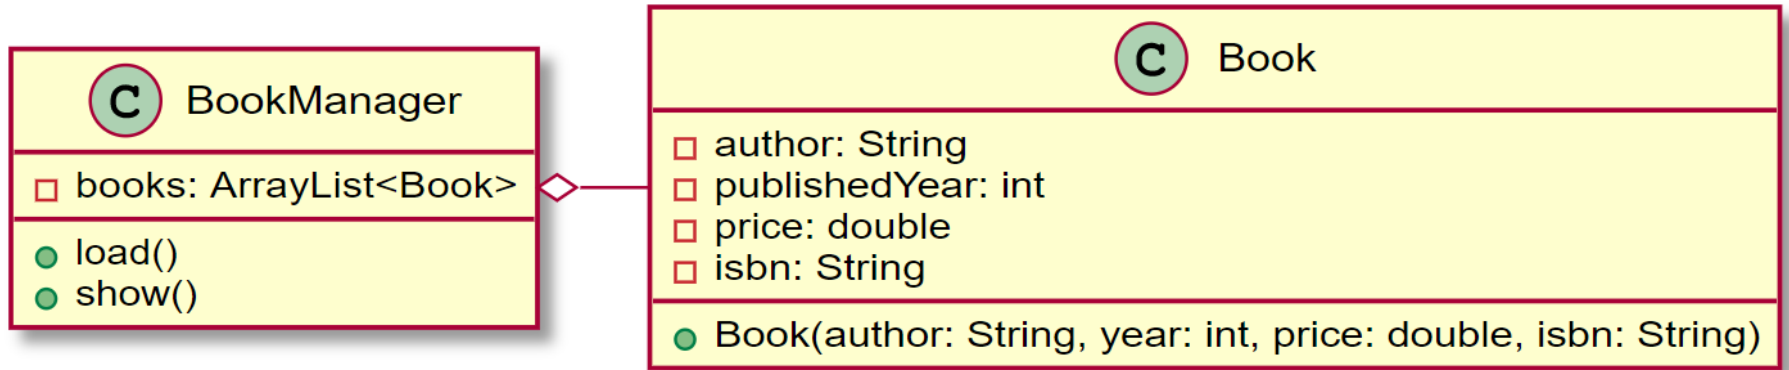 C BookManager
books: ArrayList<Book>
load()
show()
C Book
author: String
publishedYear: int
price: double
isbn: String
Book(author: String, year: int, price: double, isbn: String)